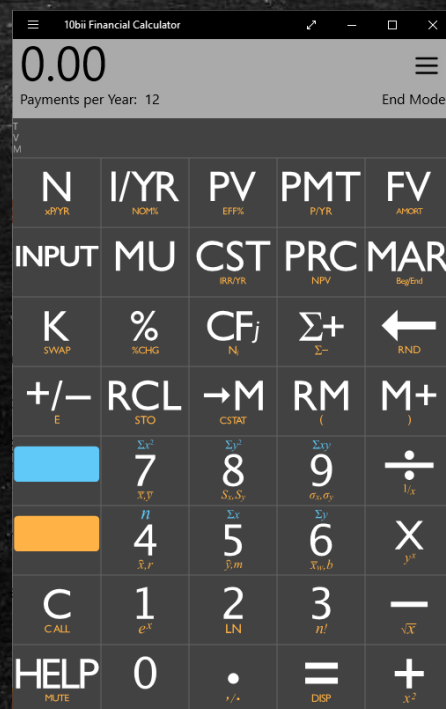 10bii Financial Calculator
0.00
Payments per Year: 12 End Mode
T
V
M
N I/YR PV PMT FV
xP/YR NOM% EFF% P/YR AMORT
INPUT MU CST PRC MAR
IRR/YR NPV Beg/End
K % CFj Σ+ ←
SWAP %CHG Nj Σ− RND
+/− RCL →M RM M+
E STO CSTAT ( )
Σx² Σy² Σxy
7 8 9 ÷
x̅,y̅ Sx,Sy σx,σy 1/x
n Σx Σy
4 5 6 X
x̂,r ŷ,m x̅w,b yˣ
C 1 2 3 −
C ALL eˣ LN n! √x
HELP 0 . = +
MUTE ,/. DISP x²